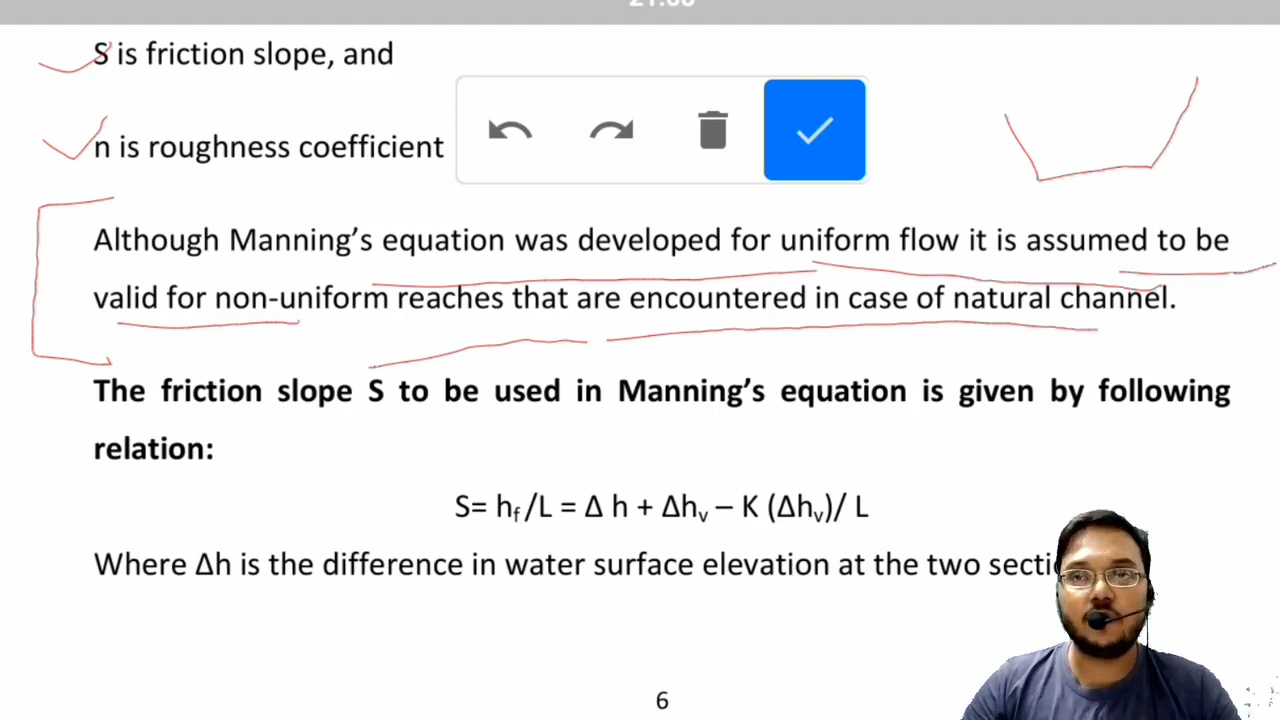 S is friction slope, and
n is roughness coefficient
Although Manning’s equation was developed for uniform flow it is assumed to be
valid for non-uniform reaches that are encountered in case of natural channel.
The friction slope S to be used in Manning’s equation is given by following
relation:
S= hf /L = Δ h + Δhv – K (Δhv)/ L
Where Δh is the difference in water surface elevation at the two
6